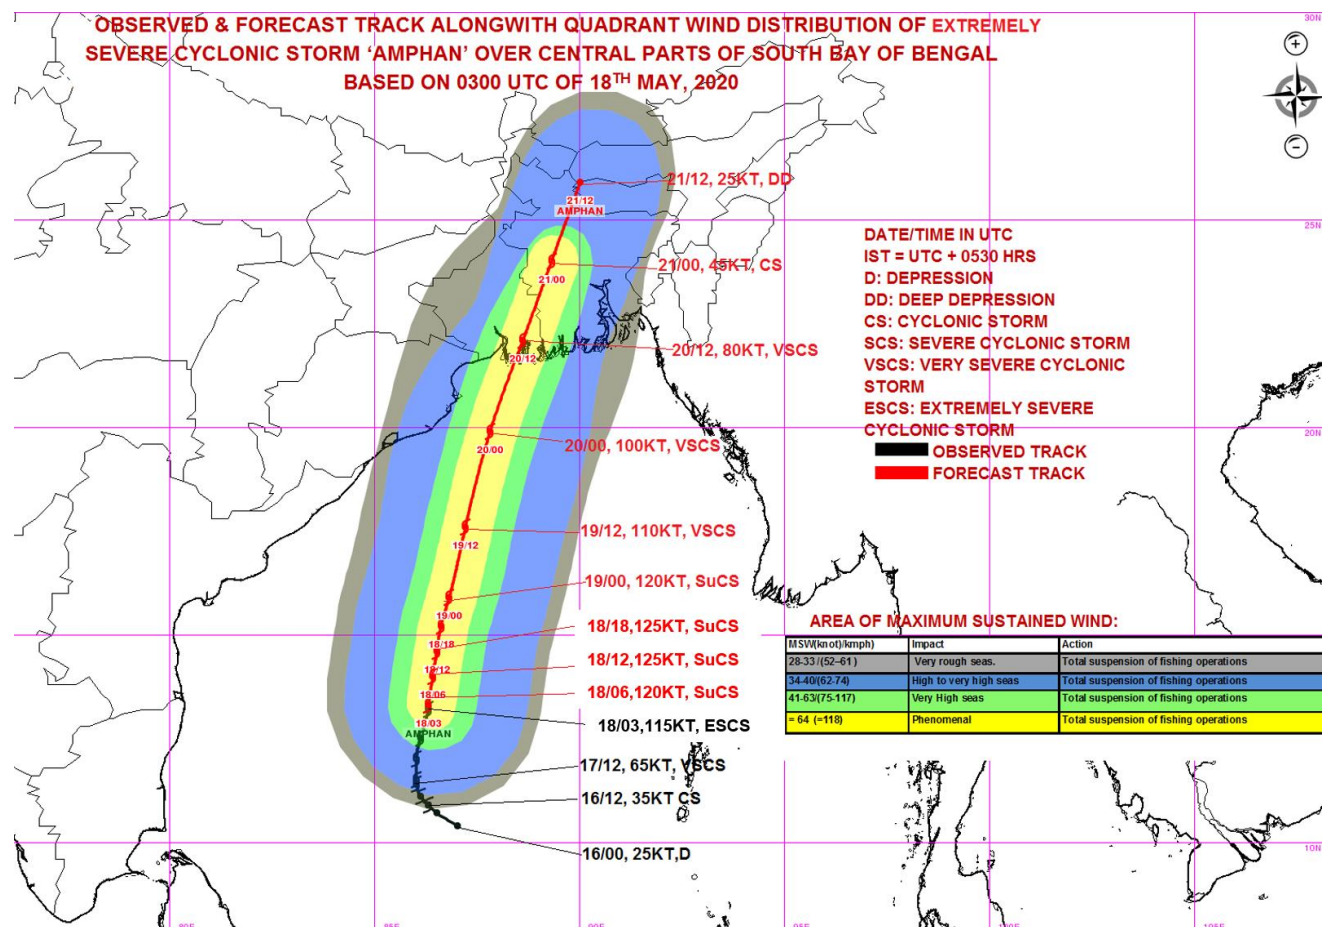 OBSERVED & FORECAST TRACK ALONGWITH QUADRANT WIND DISTRIBUTION OF EXTREMELY
SEVERE CYCLONIC STORM ‘AMPHAN’ OVER CENTRAL PARTS OF SOUTH BAY OF BENGAL
BASED ON 0300 UTC OF 18TH MAY, 2020
30N
21/12, 25KT, DD
21/12
AMPHAN
25N
DATE/TIME IN UTC
IST = UTC + 0530 HRS
D: DEPRESSION
DD: DEEP DEPRESSION
CS: CYCLONIC STORM
SCS: SEVERE CYCLONIC STORM
VSCS: VERY SEVERE CYCLONIC
STORM
ESCS: EXTREMELY SEVERE
CYCLONIC STORM
OBSERVED TRACK
FORECAST TRACK
21/00, 45KT, CS
21/00
20/12, 80KT, VSCS
20/12
20N
20/00, 100KT, VSCS
20/00
19/12, 110KT, VSCS
19/12
19/00, 120KT, SuCS
19/00
18/18,125KT, SuCS
18/18
18/12,125KT, SuCS
18/12
18/06,120KT, SuCS
18/06
18/03,115KT, ESCS
18/03
AMPHAN
17/12, 65KT, VSCS
16/12, 35KT CS
16/00, 25KT,D
AREA OF MAXIMUM SUSTAINED WIND:
MSW(knot)/kmph) Impact Action
28-33/(52–61 ) Very rough seas. Total suspension of fishing operations
34-40/(62-74) High to very high seas Total suspension of fishing operations
41-63/(75-117) Very High seas Total suspension of fishing operations
= 64 (=118) Phenomenal Total suspension of fishing operations
10N
80E 85E 90E 95E 100E 105E